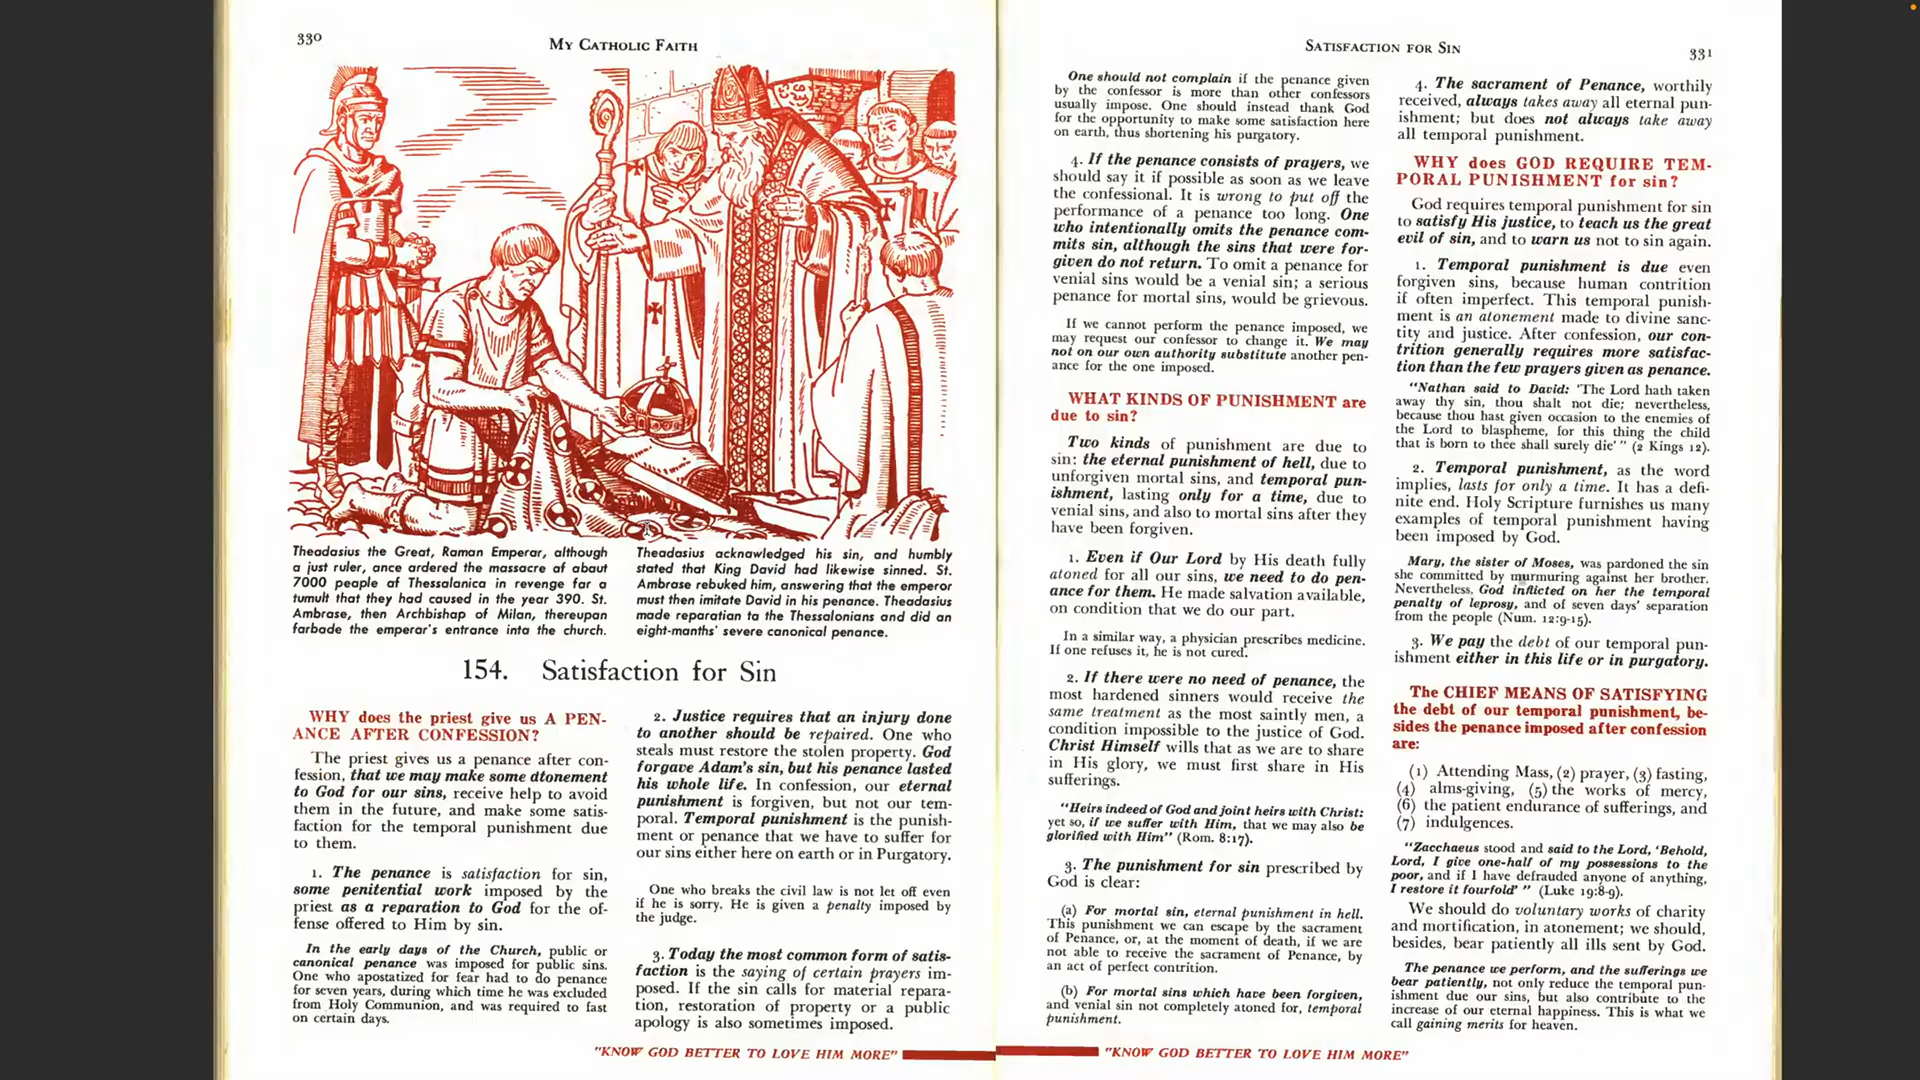 330
MY CATHOLIC FAITH
Theadasius the Great, Raman Emperar, although
a just ruler, ance ardered the massacre af abaut
7000 peaple af Thessalanica in revenge far a
tumult that they had caused in the year 390. St.
Ambrase, then Archbishap af Milan, thereupan
farbade the emperar's entrance inta the church.
Theadasius acknawledged his sin, and humbly
stated that King David had likewise sinned. St.
Ambrase rebuked him, answering that the emperar
must then imitate David in his penance. Theadasius
made reparatian ta the Thessalanians and did an
eight-manths' severe cananical penance.
154. Satisfaction for Sin
WHY does the priest give us A PEN-
ANCE AFTER CONFESSION?
The priest gives us a penance after con-
fession, that we may make some atonement
to God for our sins, receive help to avoid
them in the future, and make some satis-
faction for the temporal punishment due
to them.
1. The penance is satisfaction for sin,
some penitential work imposed by the
priest as a reparation to God for the of-
fense offered to Him by sin.
In the early days of the Church, public or
canonical penance was imposed for public sins.
One who apostatized for fear had to do penance
for seven years, during which time he was excluded
from Holy Communion, and was required to fast
on certain days.
2. Justice requires that an injury done
to another should be repaired. One who
steals must restore the stolen property. God
forgave Adam's sin, but his penance lasted
his whole life. In confession, our eternal
punishment is forgiven, but not our tem-
poral. Temporal punishment is the punish-
ment or penance that we have to suffer for
our sins either here on earth or in Purgatory.
One who breaks the civil law is not let off even
if he is sorry. He is given a penalty imposed by
the judge.
3. Today the most common form of satis-
faction is the saying of certain prayers im-
posed. If the sin calls for material repara-
tion, restoration of property or a public
apology is also sometimes imposed.
"KNOW GOD BETTER TO LOVE HIM MORE"
SATISFACTION FOR SIN
331
One should not complain if the penance given
by the confessor is more than other confessors
usually impose. One should instead thank God
for the opportunity to make some satisfaction here
on earth, thus shortening his purgatory.
4. If the penance consists of prayers, we
should say it if possible as soon as we leave
the confessional. It is wrong to put off the
performance of a penance too long. One
who intentionally omits the penance com-
mits sin, although the sins that were for-
given do not return. To omit a penance for
venial sins would be a venial sin; a serious
penance for mortal sins, would be grievous.
If we cannot perform the penance imposed, we
may request our confessor to change it. We may
not on our own authority substitute another pen-
ance for the one imposed.
WHAT KINDS OF PUNISHMENT are
due to sin?
Two kinds of punishment are due to
sin: the eternal punishment of hell, due to
unforgiven mortal sins, and temporal pun-
ishment, lasting only for a time, due to
venial sins, and also to mortal sins after they
have been forgiven.
1. Even if Our Lord by His death fully
atoned for all our sins, we need to do pen-
ance for them. He made salvation available,
on condition that we do our part.
In a similar way, a physician prescribes medicine.
If one refuses it, he is not cured.
2. If there were no need of penance, the
most hardened sinners would receive the
same treatment as the most saintly men, a
condition impossible to the justice of God.
Christ Himself wills that as we are to share
in His glory, we must first share in His
sufferings.
"Heirs indeed of God and joint heirs with Christ:
yet so, if we suffer with Him, that we may also be
glorified with Him" (Rom. 8:17).
3. The punishment for sin prescribed by
God is clear:
(a) For mortal sin, eternal punishment in hell.
This punishment we can escape by the sacrament
of Penance, or, at the moment of death, if we are
not able to receive the sacrament of Penance, by
an act of perfect contrition.
(b) For mortal sins which have been forgiven,
and venial sin not completely atoned for, temporal
punishment.
4. The sacrament of Penance, worthily
received, always takes away all eternal pun-
ishment; but does not always take away
all temporal punishment.
WHY does GOD REQUIRE TEM-
PORAL PUNISHMENT for sin?
God requires temporal punishment for sin
to satisfy His justice, to teach us the great
evil of sin, and to warn us not to sin again.
1. Temporal punishment is due even
forgiven sins, because human contrition
if often imperfect. This temporal punish-
ment is an atonement made to divine sanc-
tity and justice. After confession, our con-
trition generally requires more satisfac-
tion than the few prayers given as penance.
"Nathan said to David: 'The Lord hath taken
away thy sin, thou shalt not die; nevertheless,
because thou hast given occasion to the enemies of
the Lord to blaspheme, for this thing the child
that is born to thee shall surely die' " (2 Kings 12).
2. Temporal punishment, as the word
implies, lasts for only a time. It has a defi-
nite end. Holy Scripture furnishes us many
examples of temporal punishment having
been imposed by God.
Mary, the sister of Moses, was pardoned the sin
she committed by murmuring against her brother.
Nevertheless, God inflicted on her the temporal
penalty of leprosy, and of seven days' separation
from the people (Num. 12:9-15).
3. We pay the debt of our temporal pun-
ishment either in this life or in purgatory.
The CHIEF MEANS OF SATISFYING
the debt of our temporal punishment, be-
sides the penance imposed after confession
are:
(1) Attending Mass, (2) prayer, (3) fasting,
(4) alms-giving, (5) the works of mercy,
(6) the patient endurance of sufferings, and
(7) indulgences.
"Zacchaeus stood and said to the Lord, 'Behold,
Lord, I give one-half of my possessions to the
poor, and if I have defrauded anyone of anything,
I restore it fourfold' " (Luke 19:8-9).
We should do voluntary works of charity
and mortification, in atonement; we should,
besides, bear patiently all ills sent by God.
The penance we perform, and the sufferings we
bear patiently, not only reduce the temporal pun-
ishment due our sins, but also contribute to the
increase of our eternal happiness. This is what we
call gaining merits for heaven.
"KNOW GOD BETTER TO LOVE HIM MORE"